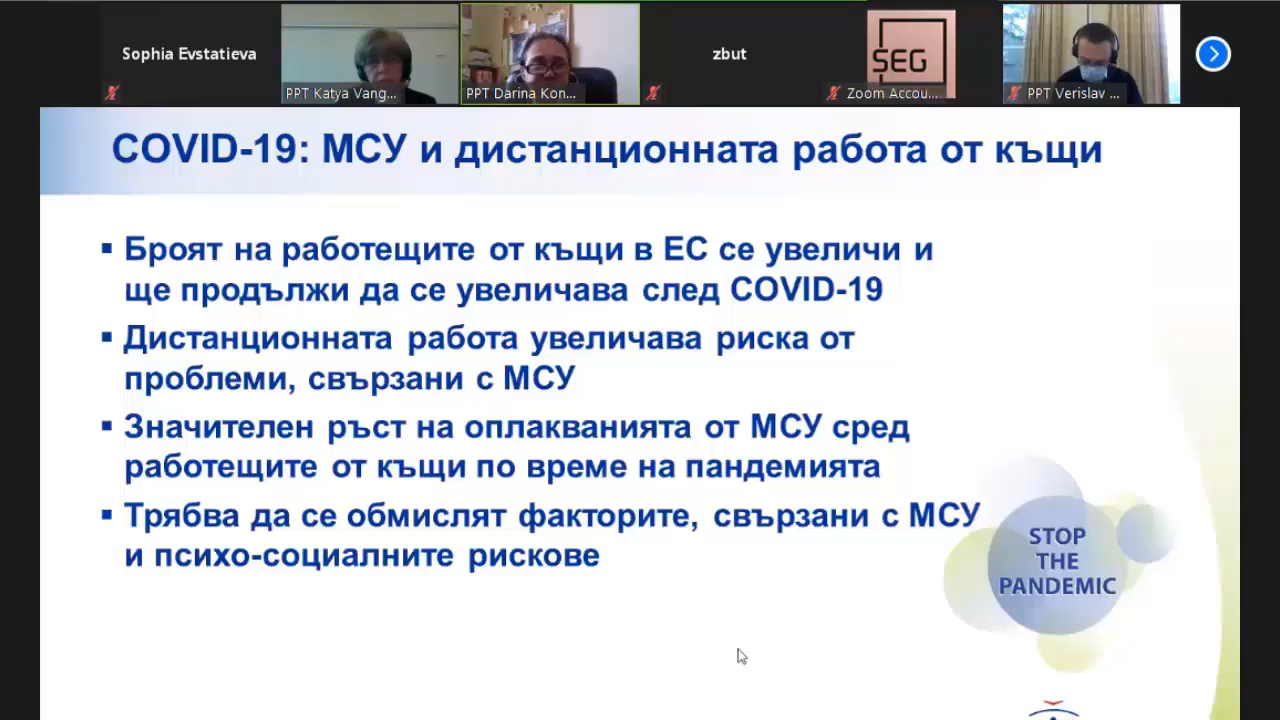 Sophia Evstatieva
PPT Katya Vang...
PPT Darina Kon...
zbut
SEG
Zoom Accou...
PPT Verislav ...
COVID-19: МСУ и дистанционната работа от къщи
▪ Броят на работещите от къщи в ЕС се увеличи и
ще продължи да се увеличава след COVID-19
▪ Дистанционната работа увеличава риска от
проблеми, свързани с МСУ
▪ Значителен ръст на оплакванията от МСУ сред
работещите от къщи по време на пандемията
▪ Трябва да се обмислят факторите, свързани с МСУ
и психо-социалните рискове
STOP
THE
PANDEMIC